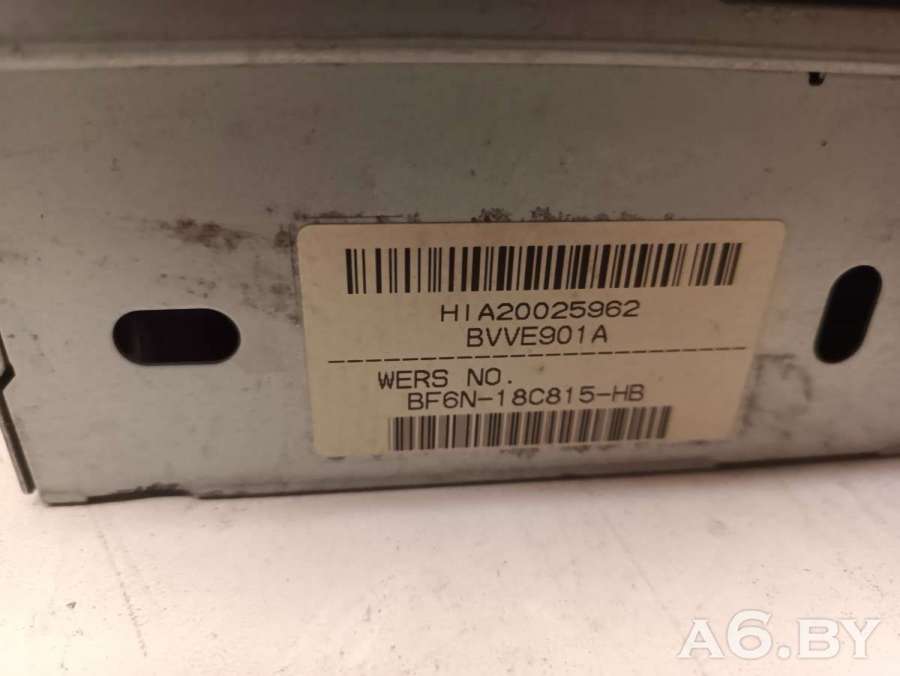 HIA20025962
BVVE901A
WERS NO.
BF6N-18C815-HB
A6.BY